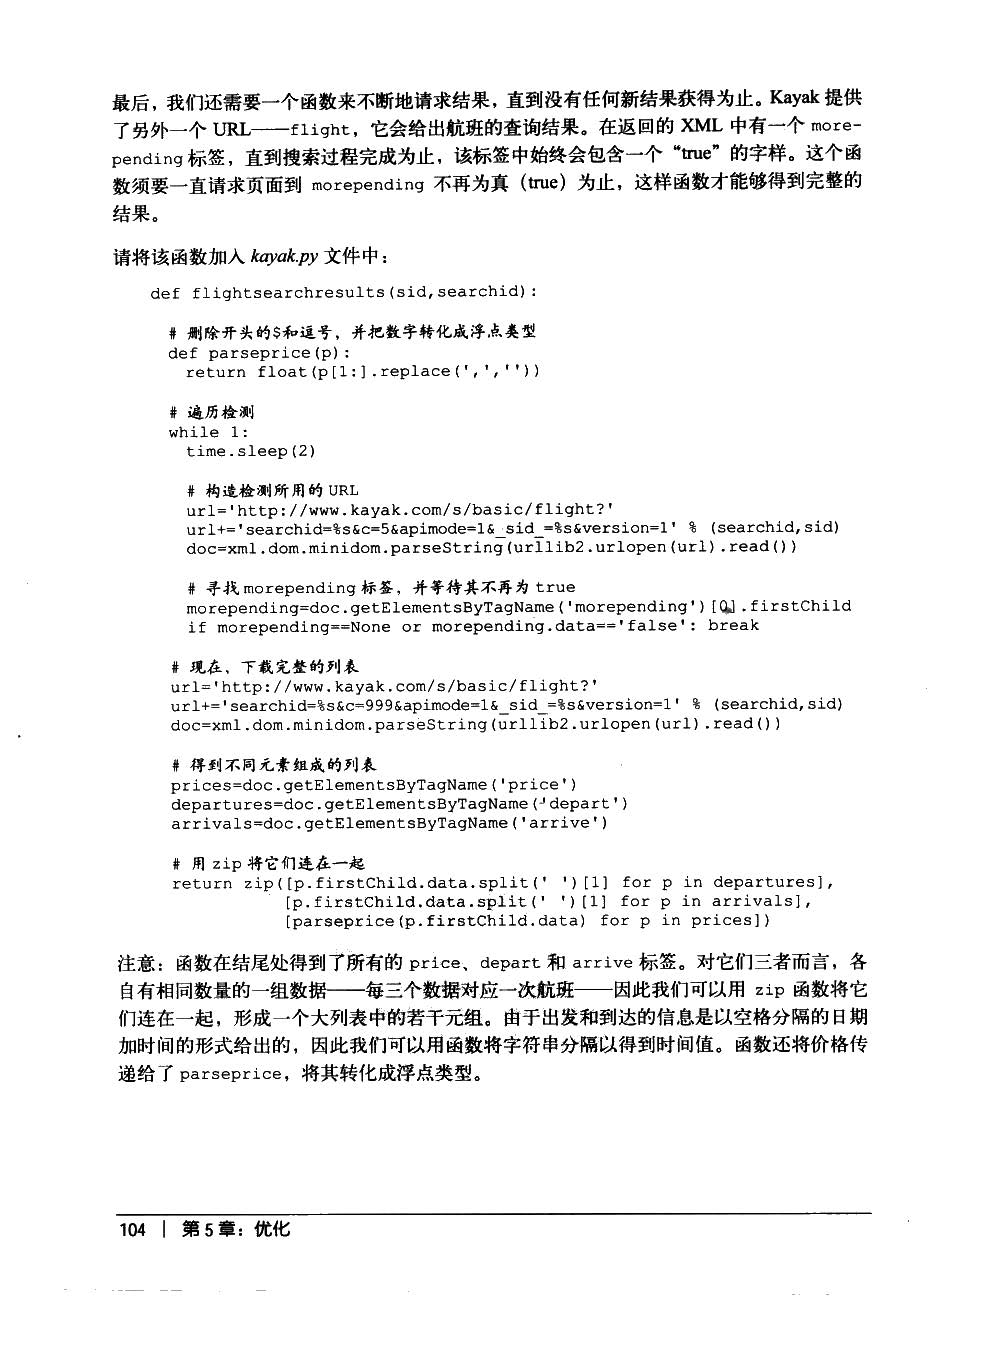 最后，我们还需要一个函数来不断地请求结果，直到没有任何新结果获得为止。Kayak 提供
了另外一个 URL——flight，它会给出航班的查询结果。在返回的 XML 中有一个 more-
pending 标签，直到搜索过程完成为止，该标签中始终会包含一个“true”的字样。这个函
数须要一直请求页面到 morepending 不再为真（true）为止，这样函数才能够得到完整的
结果。
请将该函数加入 kayak.py 文件中：
def flightsearchresults(sid,searchid):
# 删除开头的$和逗号，并把数字转化成浮点类型
def parseprice(p):
return float(p[1:].replace(',',''))
# 遍历检测
while 1:
time.sleep(2)
# 构造检测所用的 URL
url='http://www.kayak.com/s/basic/flight?'
url+='searchid=%s&c=5&apimode=1&_sid_=%s&version=1' % (searchid,sid)
doc=xml.dom.minidom.parseString(urllib2.urlopen(url).read())
# 寻找 morepending 标签，并等待其不再为 true
morepending=doc.getElementsByTagName('morepending')[0].firstChild
if morepending==None or morepending.data=='false': break
# 现在，下载完整的列表
url='http://www.kayak.com/s/basic/flight?'
url+='searchid=%s&c=999&apimode=1&_sid_=%s&version=1' % (searchid,sid)
doc=xml.dom.minidom.parseString(urllib2.urlopen(url).read())
# 得到不同元素组成的列表
prices=doc.getElementsByTagName('price')
departures=doc.getElementsByTagName('depart')
arrivals=doc.getElementsByTagName('arrive')
# 用 zip 将它们连在一起
return zip([p.firstChild.data.split(' ')[1] for p in departures],
[p.firstChild.data.split(' ')[1] for p in arrivals],
[parseprice(p.firstChild.data) for p in prices])
注意：函数在结尾处得到了所有的 price、depart 和 arrive 标签。对它们三者而言，各
自有相同数量的一组数据——每三个数据对应一次航班——因此我们可以用 zip 函数将它
们连在一起，形成一个大列表中的若干元组。由于出发和到达的信息是以空格分隔的日期
加时间的形式给出的，因此我们可以用函数将字符串分隔以得到时间值。函数还将价格传
递给了 parseprice，将其转化成浮点类型。
104 | 第 5 章：优化